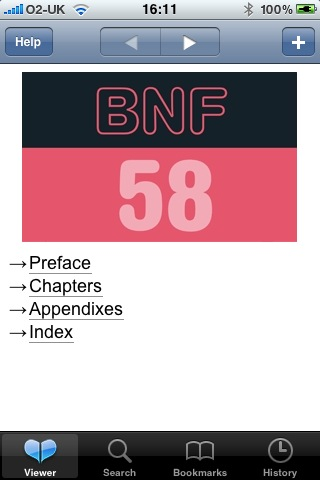 O2-UK 16:11 100%
Help
BNF
58
→Preface
→Chapters
→Appendixes
→Index
Viewer Search Bookmarks History